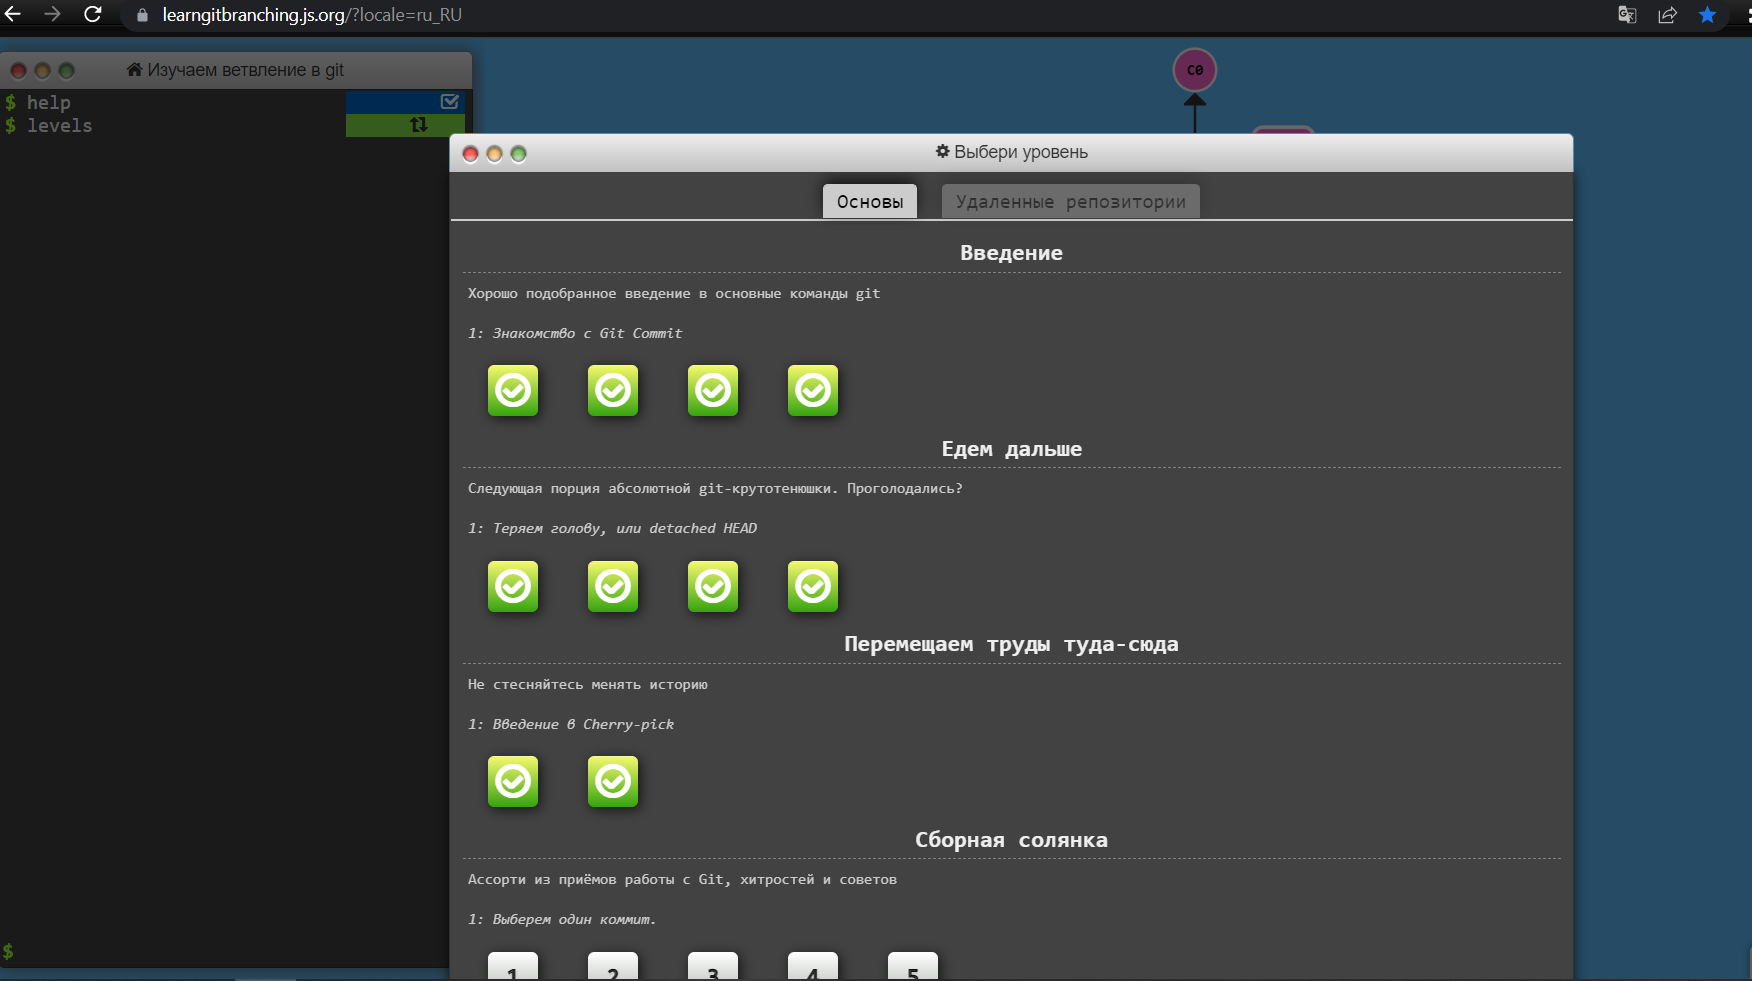 learngitbranching.js.org/?locale=ru_RU
Изучаем ветвление в git
$ help
$ levels
C0
Выбери уровень
Основы
Удаленные репозитории
Введение
Хорошо подобранное введение в основные команды git
1: Знакомство с Git Commit
Едем дальше
Следующая порция абсолютной git-крутотенюшки. Проголодались?
1: Теряем голову, или detached HEAD
Перемещаем труды туда-сюда
Не стесняйтесь менять историю
1: Введение в Cherry-pick
Сборная солянка
Ассорти из приёмов работы с Git, хитростей и советов
1: Выберем один коммит.
1 2 3 4 5
$